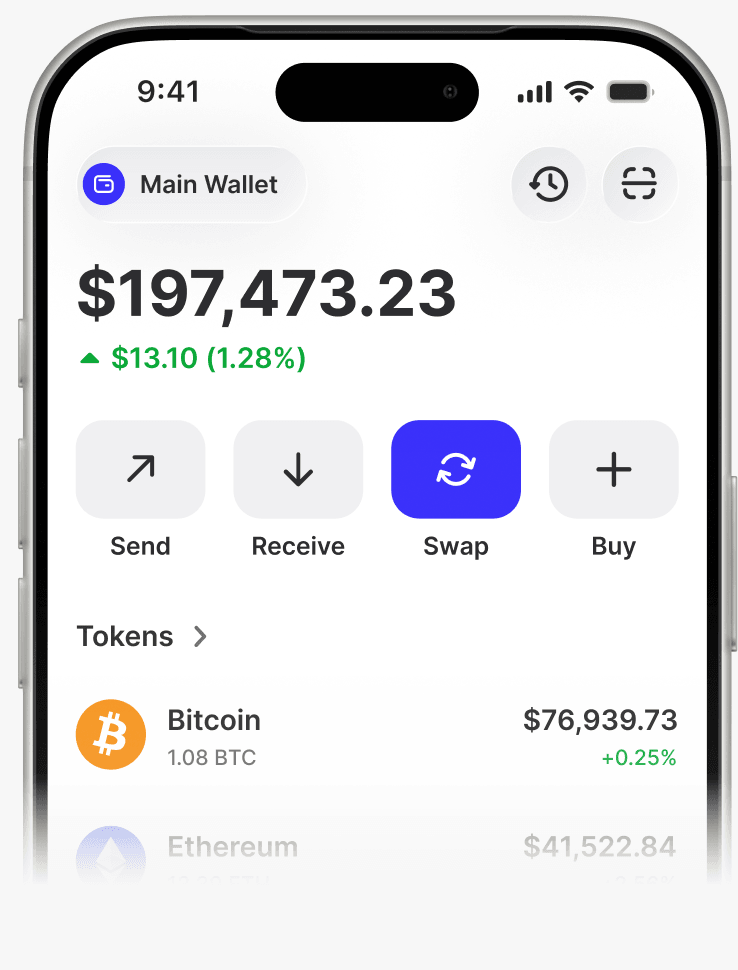 9:41
Main Wallet
$197,473.23
$13.10 (1.28%)
Send Receive Swap Buy
Tokens
Bitcoin $76,939.73
1.08 BTC +0.25%
Ethereum $41,522.84